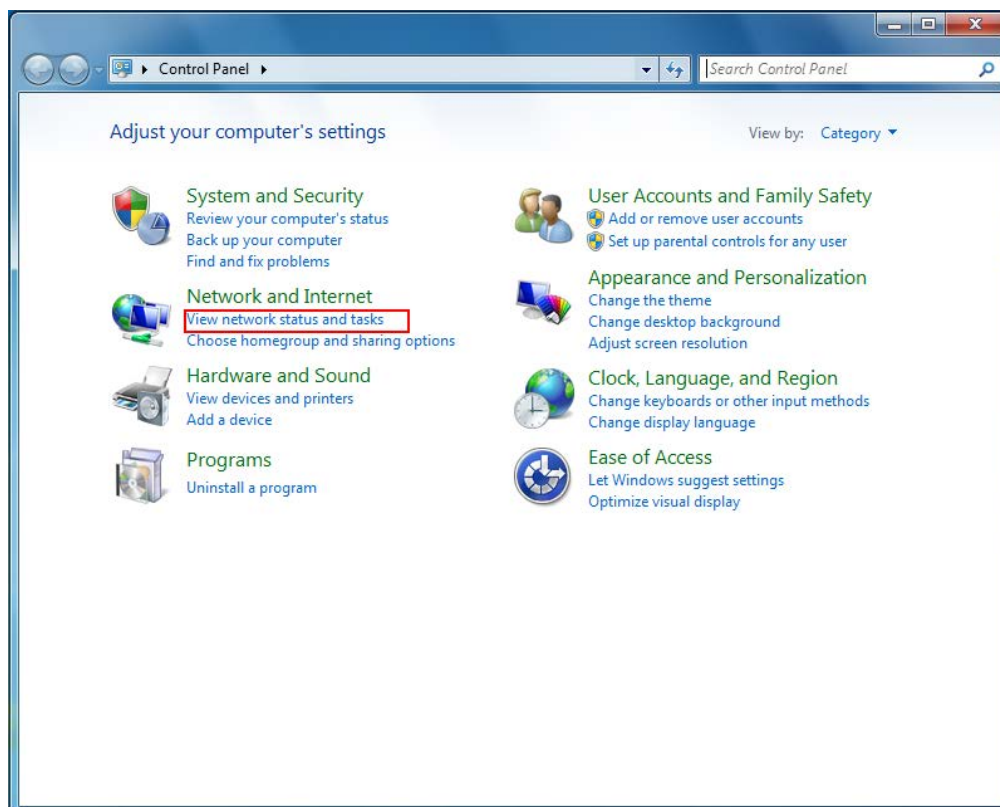 Control Panel
Search Control Panel
Adjust your computer's settings
View by: Category
System and Security
Review your computer's status
Back up your computer
Find and fix problems
Network and Internet
View network status and tasks
Choose homegroup and sharing options
Hardware and Sound
View devices and printers
Add a device
Programs
Uninstall a program
User Accounts and Family Safety
Add or remove user accounts
Set up parental controls for any user
Appearance and Personalization
Change the theme
Change desktop background
Adjust screen resolution
Clock, Language, and Region
Change keyboards or other input methods
Change display language
Ease of Access
Let Windows suggest settings
Optimize visual display